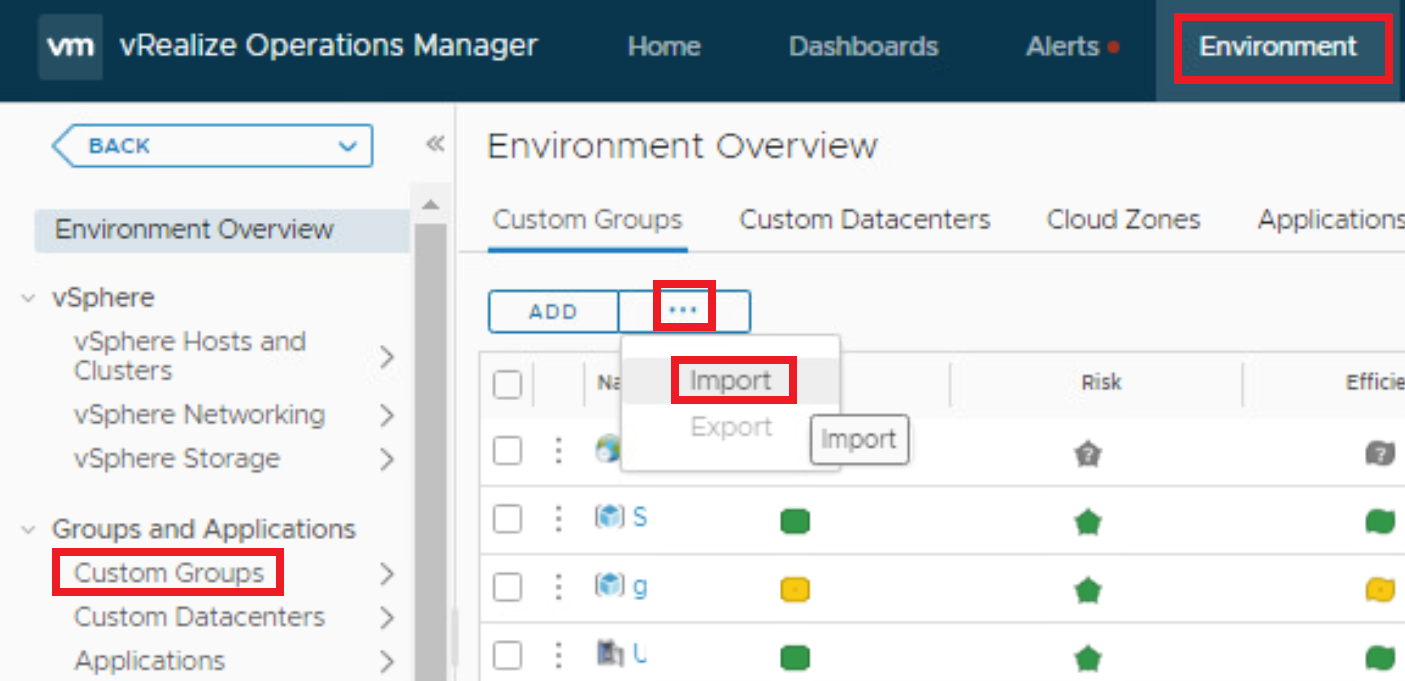 vm vRealize Operations Manager Home Dashboards Alerts Environment
BACK
Environment Overview
vSphere
vSphere Hosts and
Clusters
vSphere Networking
vSphere Storage
Groups and Applications
Custom Groups
Custom Datacenters
Applications
Environment Overview
Custom Groups Custom Datacenters Cloud Zones Applications
ADD ...
Import
Export
Import
Na Risk Efficie
? ?
S
g
U